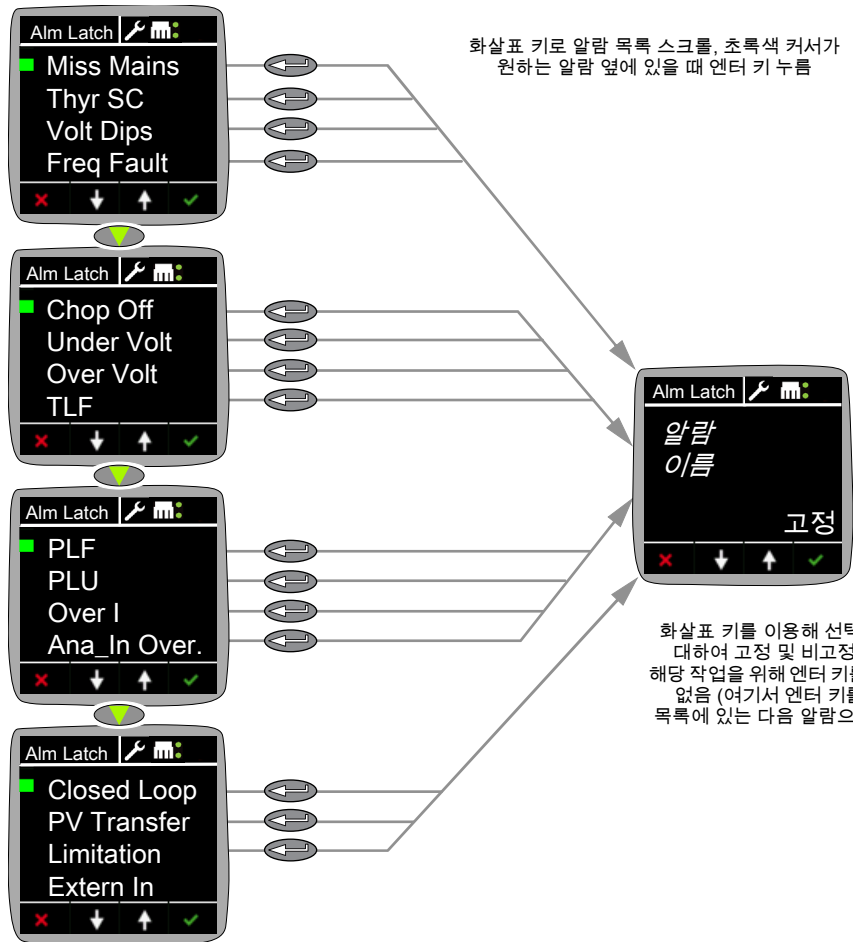 Alm Latch
Miss Mains
Thyr SC
Volt Dips
Freq Fault
화살표 키로 알람 목록 스크롤, 초록색 커서가
원하는 알람 옆에 있을 때 엔터 키 누름
Alm Latch
Chop Off
Under Volt
Over Volt
TLF
Alm Latch
알람
이름
고정
Alm Latch
PLF
PLU
Over I
Ana_In Over.
화살표 키를 이용해 선택
대하여 고정 및 비고정
해당 작업을 위해 엔터 키를
없음 (여기서 엔터 키를
목록에 있는 다음 알람으
Alm Latch
Closed Loop
PV Transfer
Limitation
Extern In